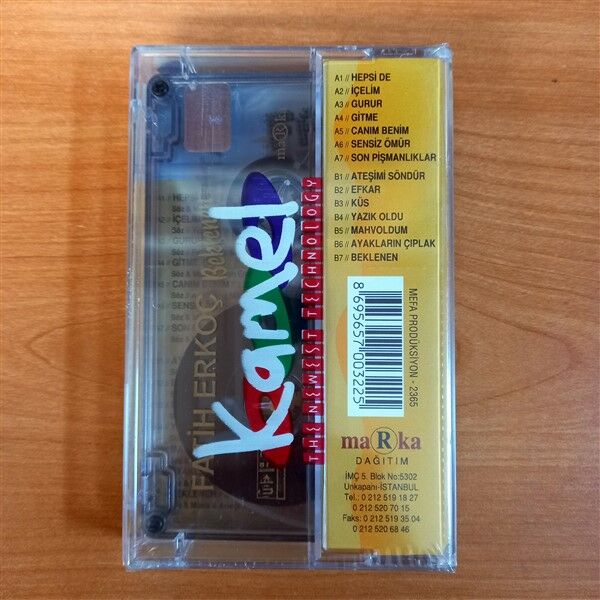 A1 // HEPSİ DE
A2 // İÇELİM
A3 // GURUR
A4 // GİTME
A5 // CANIM BENİM
A6 // SENSİZ ÖMÜR
A7 // SON PİŞMANLIKLAR
B1 // ATEŞİMİ SÖNDÜR
B2 // EFKAR
B3 // KÜS
B4 // YAZIK OLDU
B5 // MAHVOLDUM
B6 // AYAKLARIN ÇIPLAK
B7 // BEKLENEN
8 695657 003225
MEFA PRODÜKSİYON - 2365
maRka
DAĞITIM
İMÇ 5. Blok No:5302
Unkapanı-İSTANBUL
Tel.: 0 212 519 18 27
0 212 520 70 15
Faks: 0 212 519 35 04
0 212 520 68 46
Kamel
THE NEWEST TECHNOLOGY
maRka
FATİH ERKOÇ